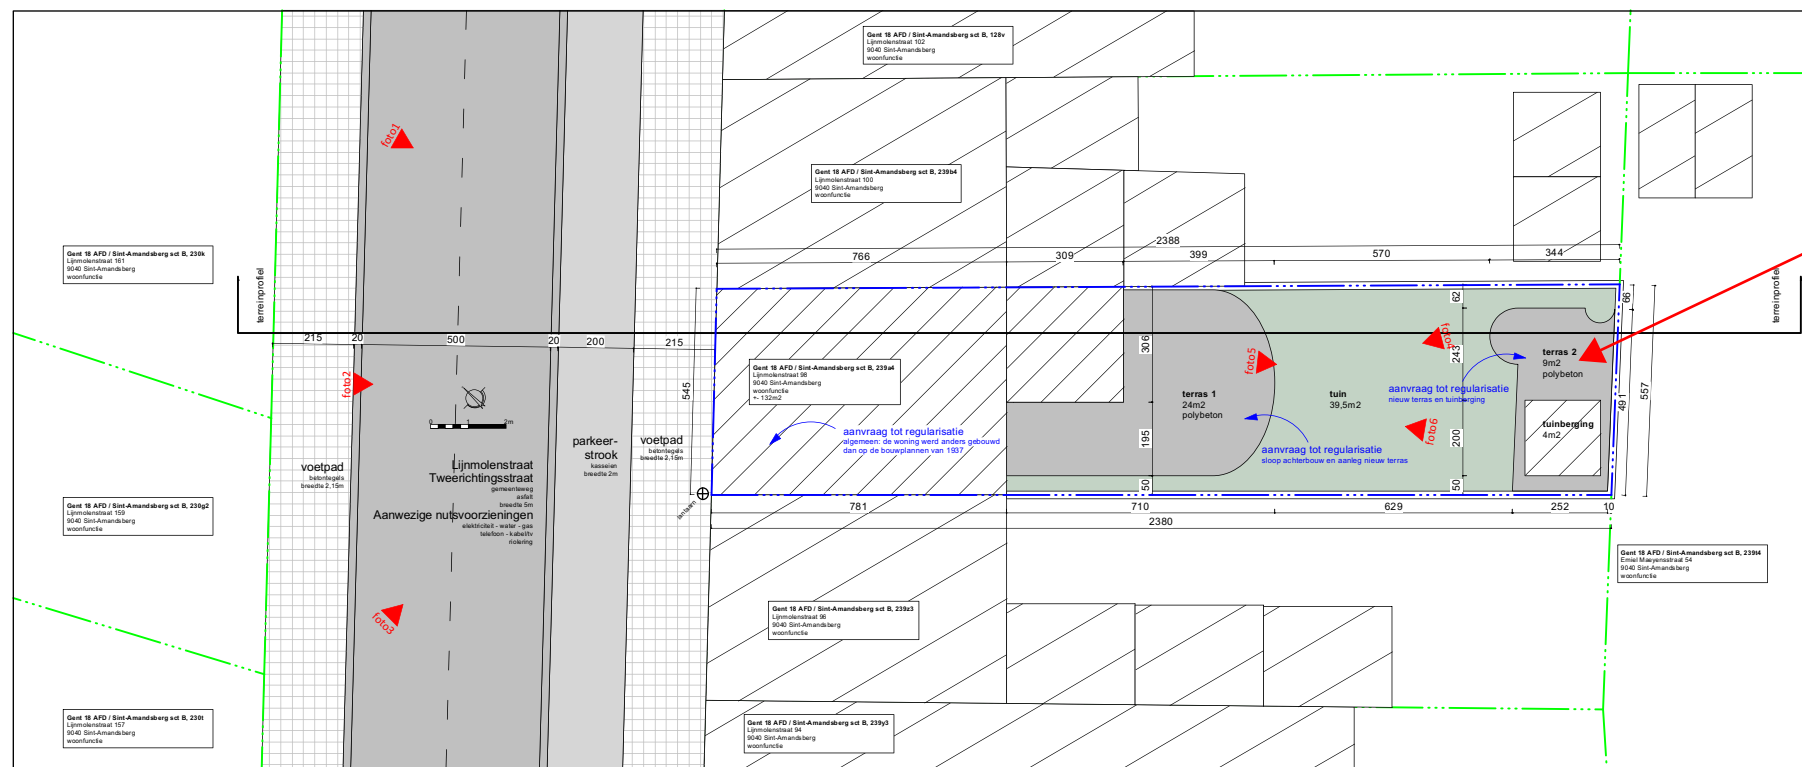 Gent 18 AFD / Sint-Amandsberg sct B, 128v
Lijnmolenstraat 102
9040 Sint-Amandsberg
woonfunctie
foto1
Gent 18 AFD / Sint-Amandsberg sct B, 239b4
Lijnmolenstraat 100
9040 Sint-Amandsberg
woonfunctie
Gent 18 AFD / Sint-Amandsberg sct B, 230k
Lijnmolenstraat 161
9040 Sint-Amandsberg
woonfunctie
terreinprofiel
terreinprofiel
2388
766
309
399
570
344
215
20
500
20
200
215
545
306
195
50
62
243
200
50
66
491
557
foto2
Gent 18 AFD / Sint-Amandsberg sct B, 239a4
Lijnmolenstraat 98
9040 Sint-Amandsberg
woonfunctie
+- 132m2
foto5
foto4
terras 2
9m2
polybeton
aanvraag tot regularisatie
nieuw terras en tuinberging
terras 1
24m2
polybeton
tuin
39,5m2
tuinberging
4m2
foto6
aanvraag tot regularisatie
algemeen: de woning werd anders gebouwd
dan op de bouwplannen van 1937
aanvraag tot regularisatie
sloop achterbouw en aanleg nieuw terras
0
1
2m
voetpad
betontegels
breedte 2,15m
Lijnmolenstraat
Tweerichtingsstraat
gemeenteweg
asfalt
breedte 5m
Aanwezige nutsvoorzieningen
elektriciteit - water - gas
telefoon - kabeltv
riolering
parkeer-
strook
kasseien
breedte 2m
voetpad
betontegels
breedte 2,15m
lantaarn
781
710
629
252
10
2380
Gent 18 AFD / Sint-Amandsberg sct B, 230g2
Lijnmolenstraat 159
9040 Sint-Amandsberg
woonfunctie
Gent 18 AFD / Sint-Amandsberg sct B, 239t4
Emiel Maeyensstraat 54
9040 Sint-Amandsberg
woonfunctie
foto3
Gent 18 AFD / Sint-Amandsberg sct B, 239z3
Lijnmolenstraat 96
9040 Sint-Amandsberg
woonfunctie
Gent 18 AFD / Sint-Amandsberg sct B, 230t
Lijnmolenstraat 157
9040 Sint-Amandsberg
woonfunctie
Gent 18 AFD / Sint-Amandsberg sct B, 239y3
Lijnmolenstraat 94
9040 Sint-Amandsberg
woonfunctie